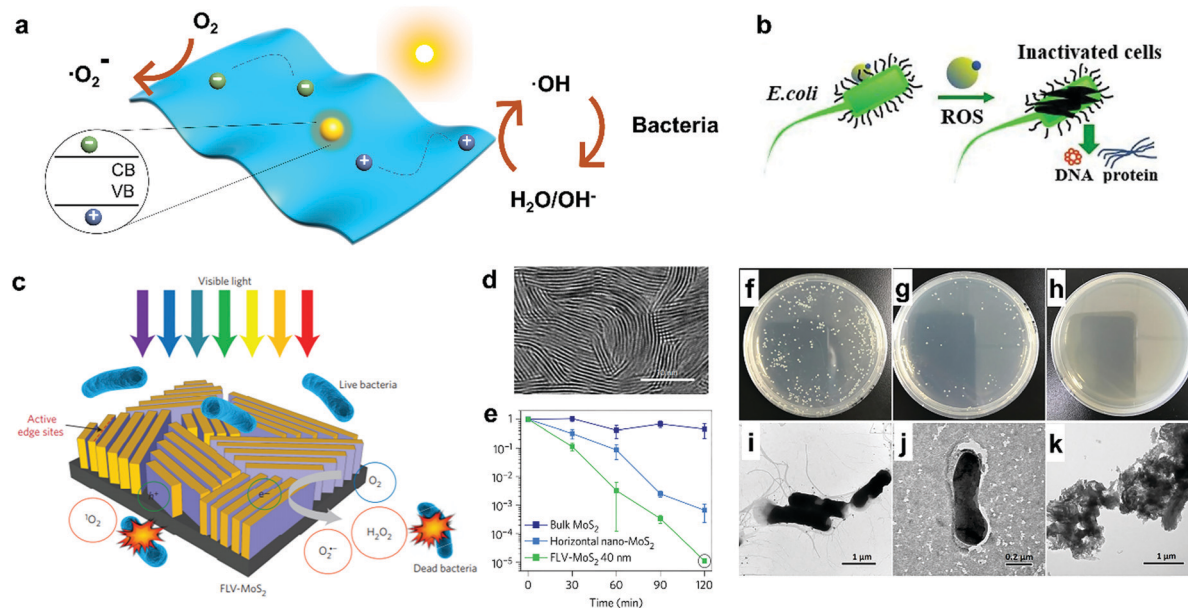 a
O₂
·O₂⁻
CB
VB
·OH
Bacteria
H₂O/OH⁻
b
E.coli
ROS
Inactivated cells
DNA protein
c
Visible light
Live bacteria
Active
edge sites
h⁺
e⁻
O₂
¹O₂
H₂O₂
O₂•⁻
Dead bacteria
FLV-MoS₂
d
e
1
10⁻¹
10⁻²
10⁻³
10⁻⁴
10⁻⁵
Bulk MoS₂
Horizontal nano-MoS₂
FLV-MoS₂ 40 nm
0 30 60 90 120
Time (min)
f
g
h
i
1 μm
j
0.2 μm
k
1 μm